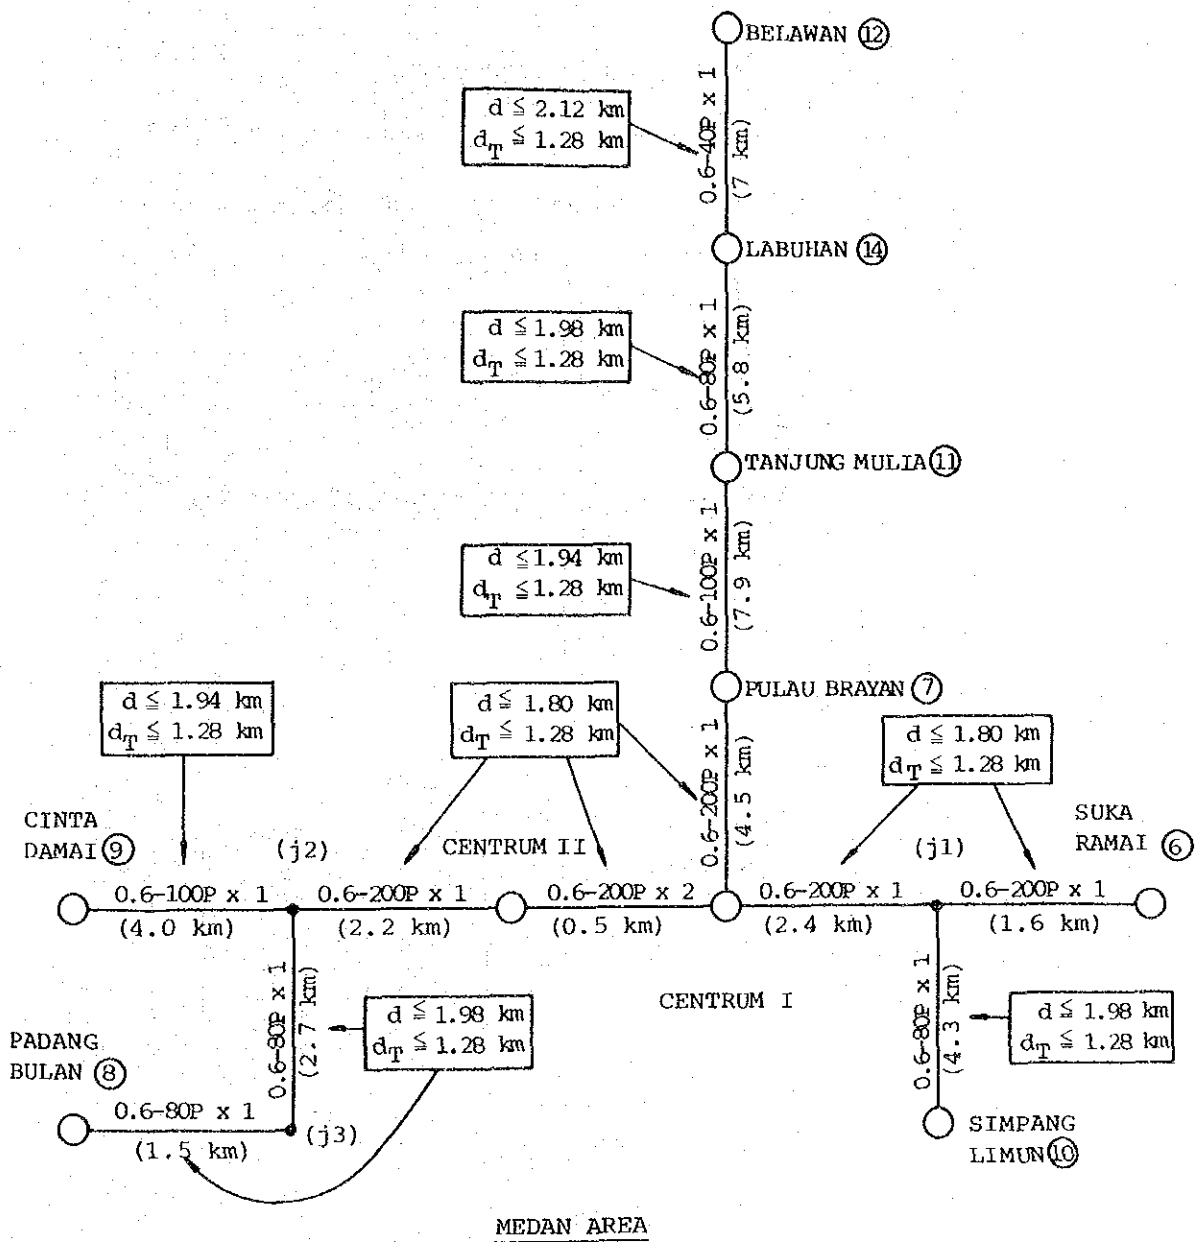 BELAWAN ⑫
d ≦ 2.12 km
d_T ≦ 1.28 km
0.6-40P x 1
(7 km)
LABUHAN ⑭
d ≦ 1.98 km
d_T ≦ 1.28 km
0.6-80P x 1
(5.8 km)
TANJUNG MULIA ⑪
d ≦ 1.94 km
d_T ≦ 1.28 km
0.6-100P x 1
(7.9 km)
PULAU BRAYAN ⑦
d ≦ 1.94 km
d_T ≦ 1.28 km
d ≦ 1.80 km
d_T ≦ 1.28 km
0.6-200P x 1
(4.5 km)
d ≦ 1.80 km
d_T ≦ 1.28 km
CINTA
DAMAI ⑨
(j2)
CENTRUM II
(j1)
SUKA
RAMAI ⑥
0.6-100P x 1
(4.0 km)
0.6-200P x 1
(2.2 km)
0.6-200P x 2
(0.5 km)
0.6-200P x 1
(2.4 km)
0.6-200P x 1
(1.6 km)
CENTRUM I
0.6-80P x 1
(2.7 km)
d ≦ 1.98 km
d_T ≦ 1.28 km
0.6-80P x 1
(4.3 km)
d ≦ 1.98 km
d_T ≦ 1.28 km
PADANG
BULAN ⑧
0.6-80P x 1
(1.5 km)
(j3)
SIMPANG
LIMUN ⑩
MEDAN AREA